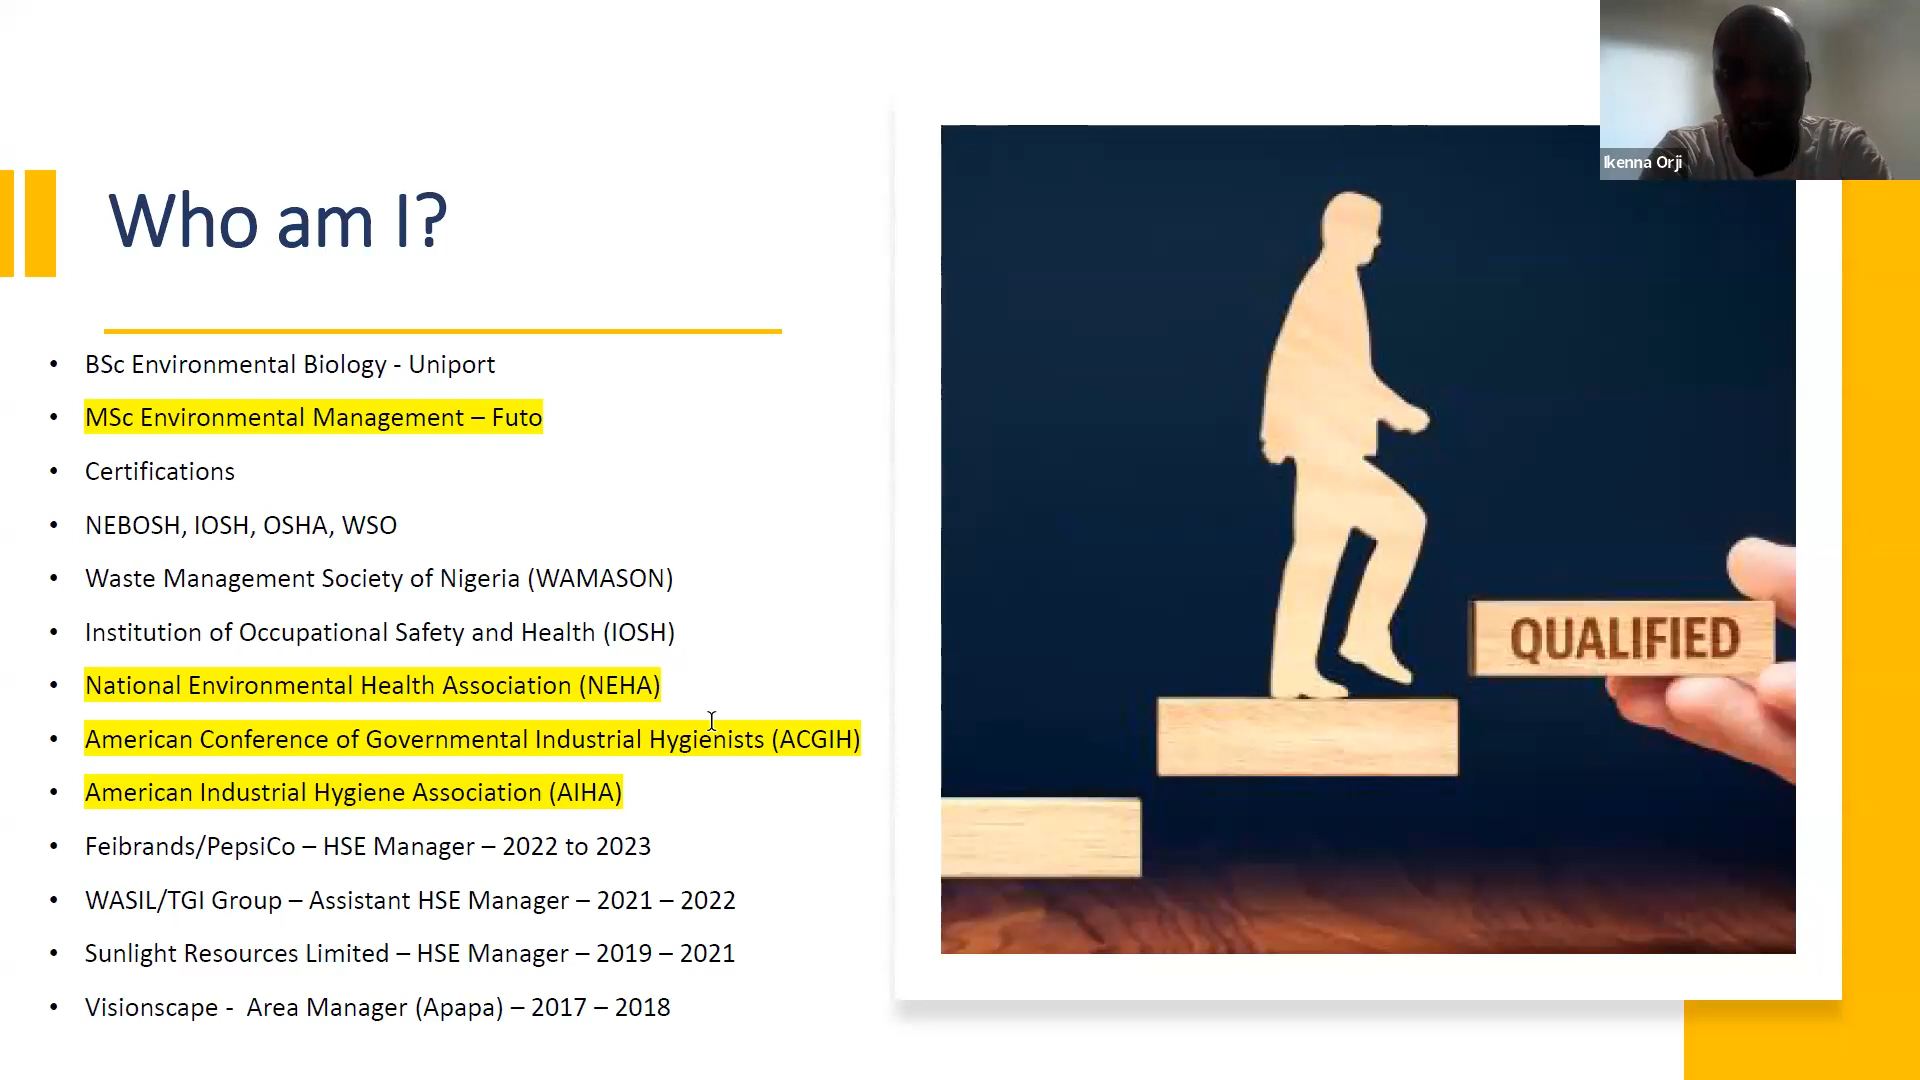 Who am I?
• BSc Environmental Biology - Uniport
• MSc Environmental Management – Futo
• Certifications
• NEBOSH, IOSH, OSHA, WSO
• Waste Management Society of Nigeria (WAMASON)
• Institution of Occupational Safety and Health (IOSH)
• National Environmental Health Association (NEHA)
• American Conference of Governmental Industrial Hygienists (ACGIH)
• American Industrial Hygiene Association (AIHA)
• Feibrands/PepsiCo – HSE Manager – 2022 to 2023
• WASIL/TGI Group – Assistant HSE Manager – 2021 – 2022
• Sunlight Resources Limited – HSE Manager – 2019 – 2021
• Visionscape -  Area Manager (Apapa) – 2017 – 2018
QUALIFIED
Ikenna Orji